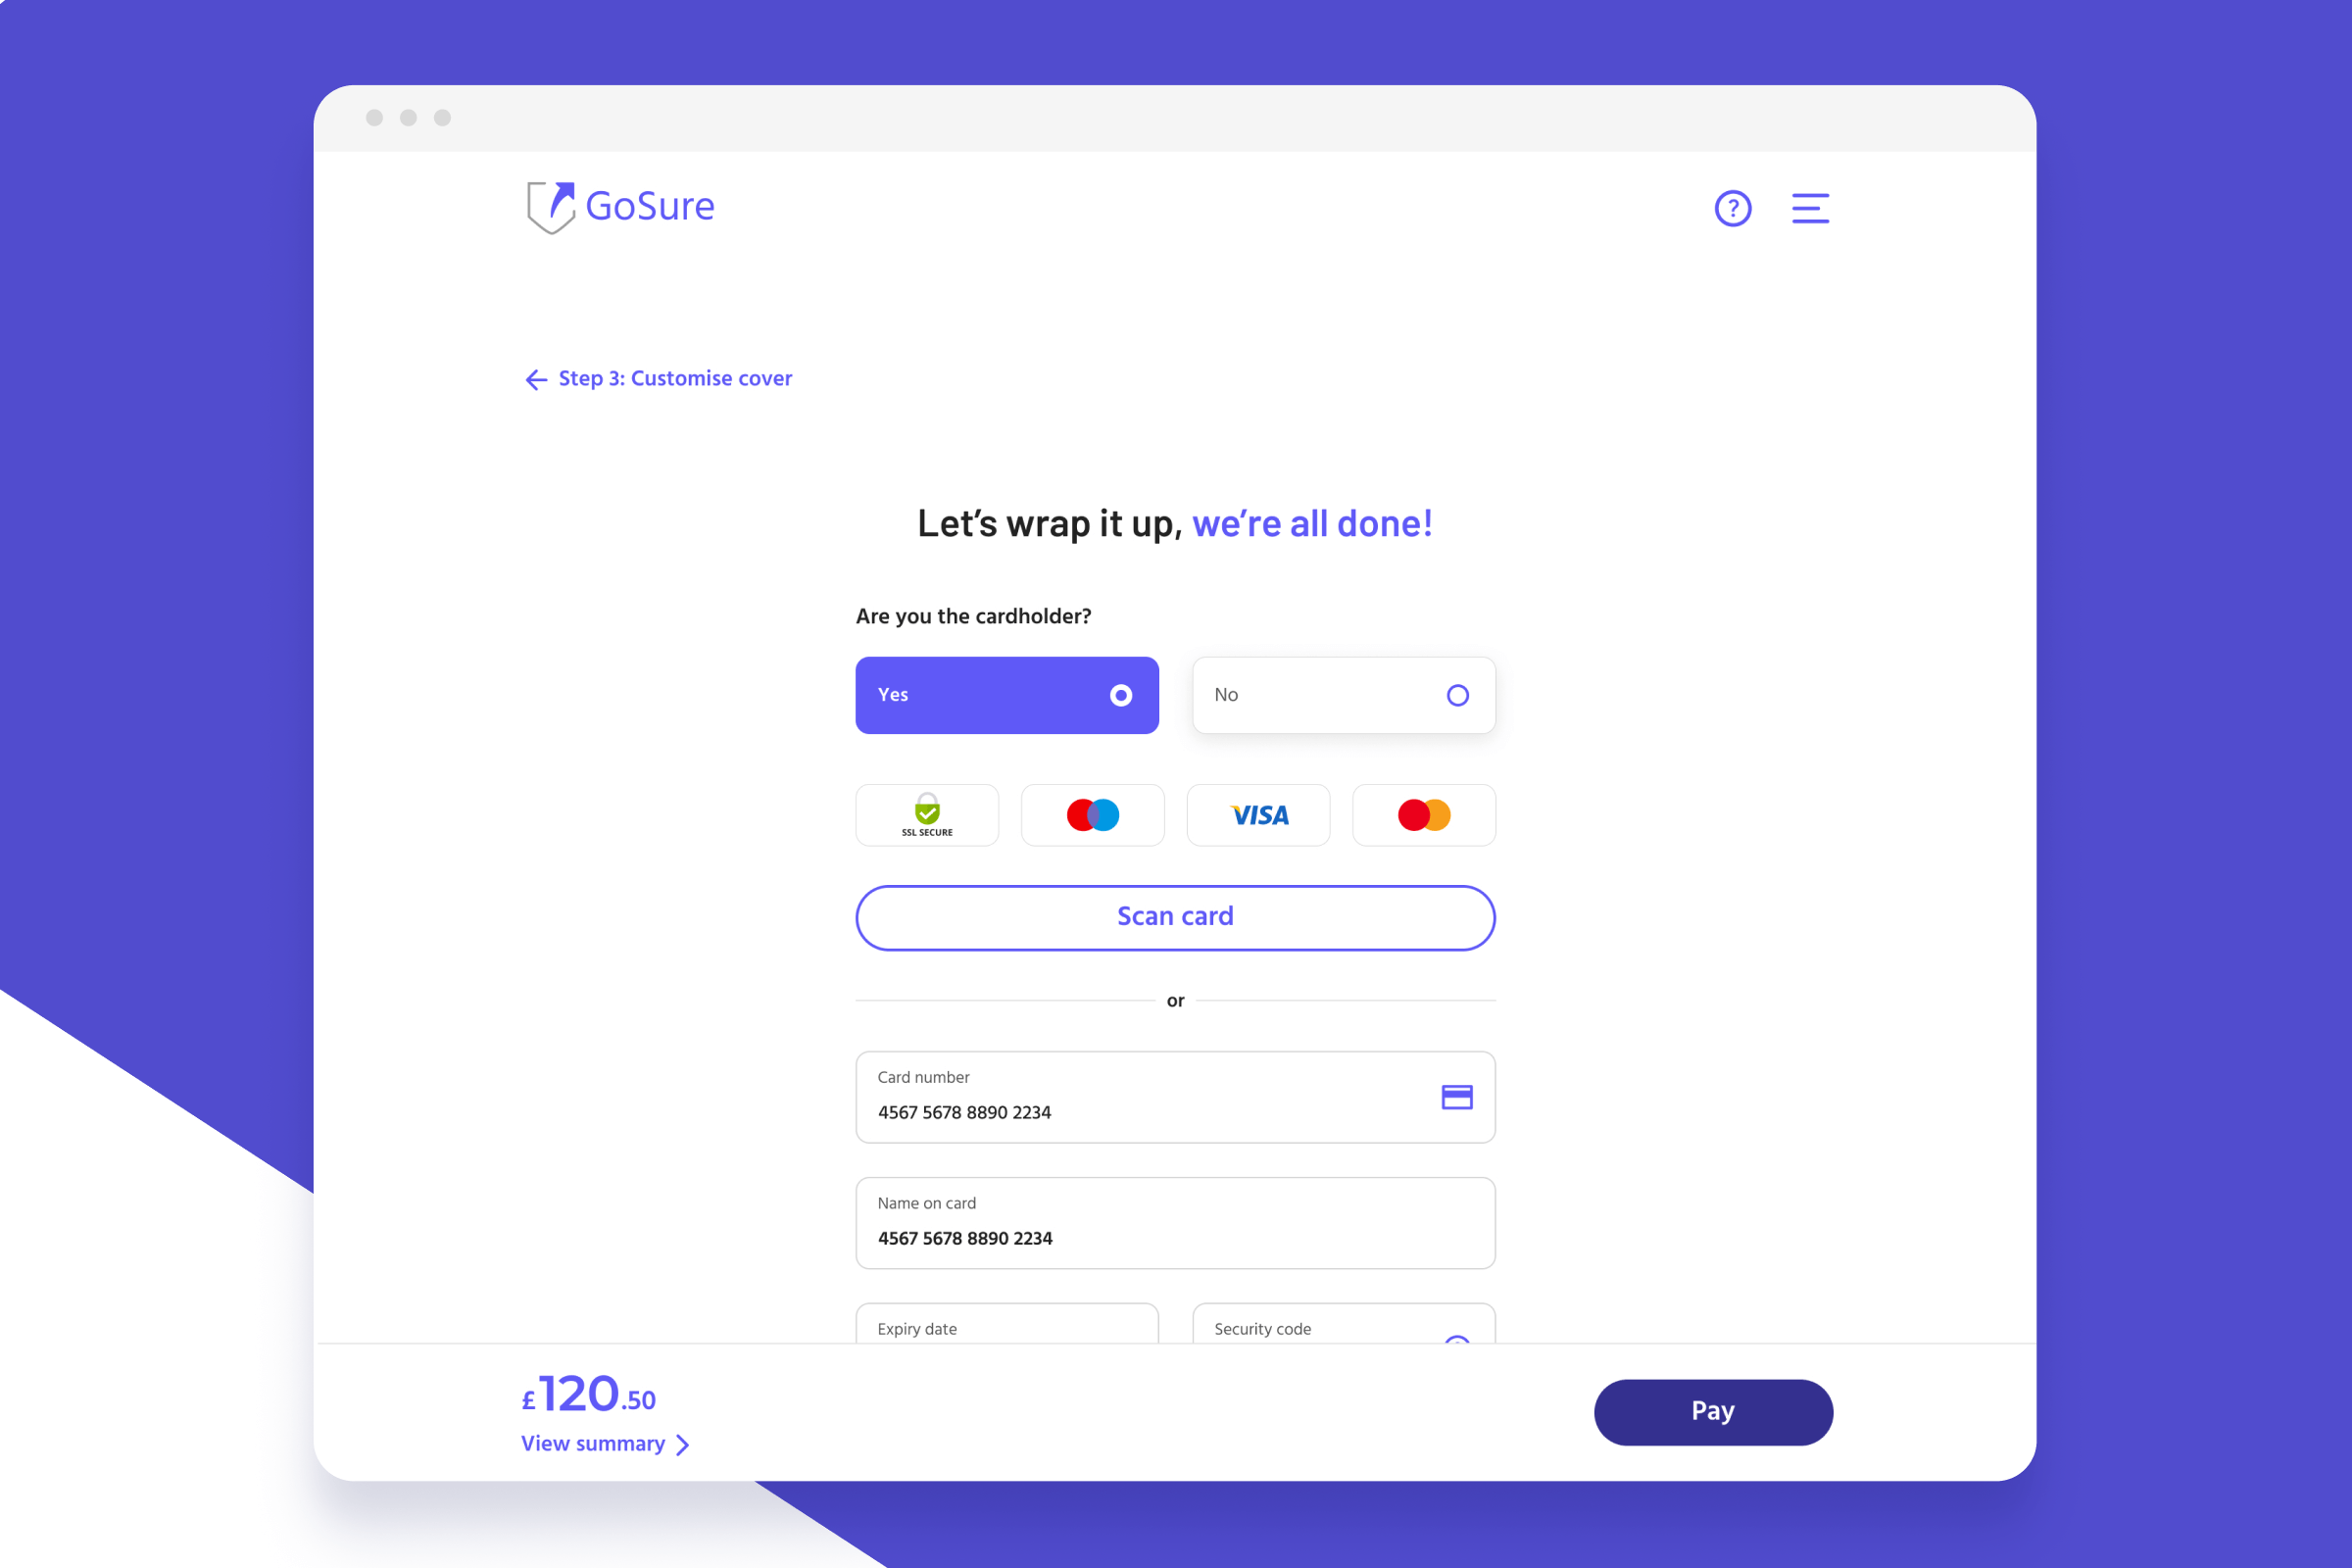 GoSure
?
Step 3: Customise cover
Let’s wrap it up, we’re all done!
Are you the cardholder?
Yes
No
SSL SECURE
VISA
Scan card
or
Card number
4567 5678 8890 2234
Name on card
4567 5678 8890 2234
Expiry date
Security code
£120.50
View summary
Pay